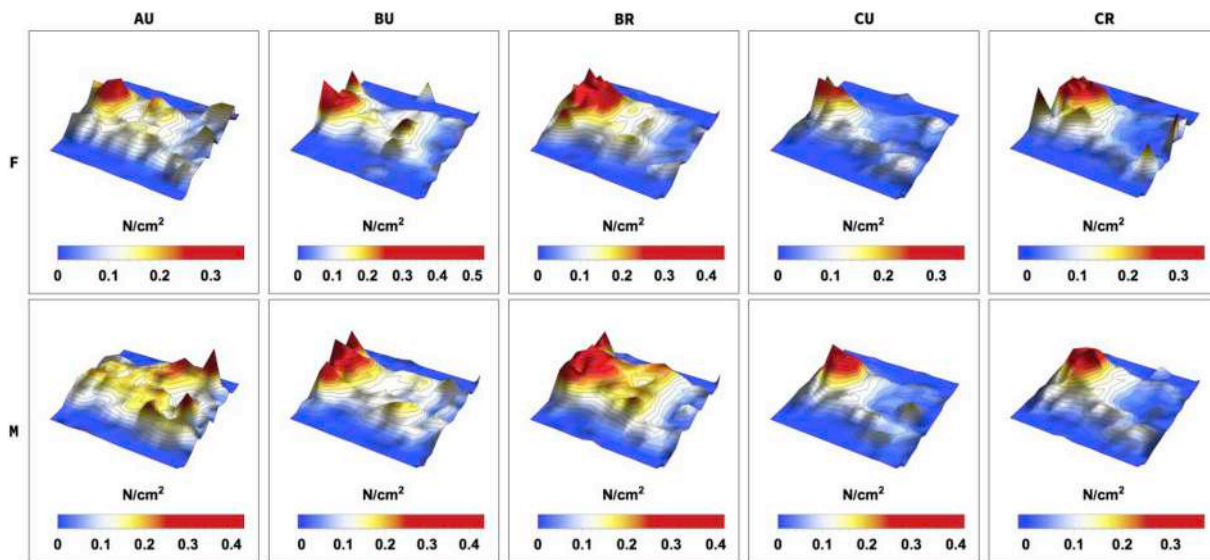 AU BU BR CU CR
F
N/cm² N/cm² N/cm² N/cm² N/cm²
0 0.1 0.2 0.3 0 0.1 0.2 0.3 0.4 0.5 0 0.1 0.2 0.3 0.4 0 0.1 0.2 0.3 0 0.1 0.2 0.3
M
N/cm² N/cm² N/cm² N/cm² N/cm²
0 0.1 0.2 0.3 0.4 0 0.1 0.2 0.3 0.4 0 0.1 0.2 0.3 0.4 0 0.1 0.2 0.3 0.4 0 0.1 0.2 0.3